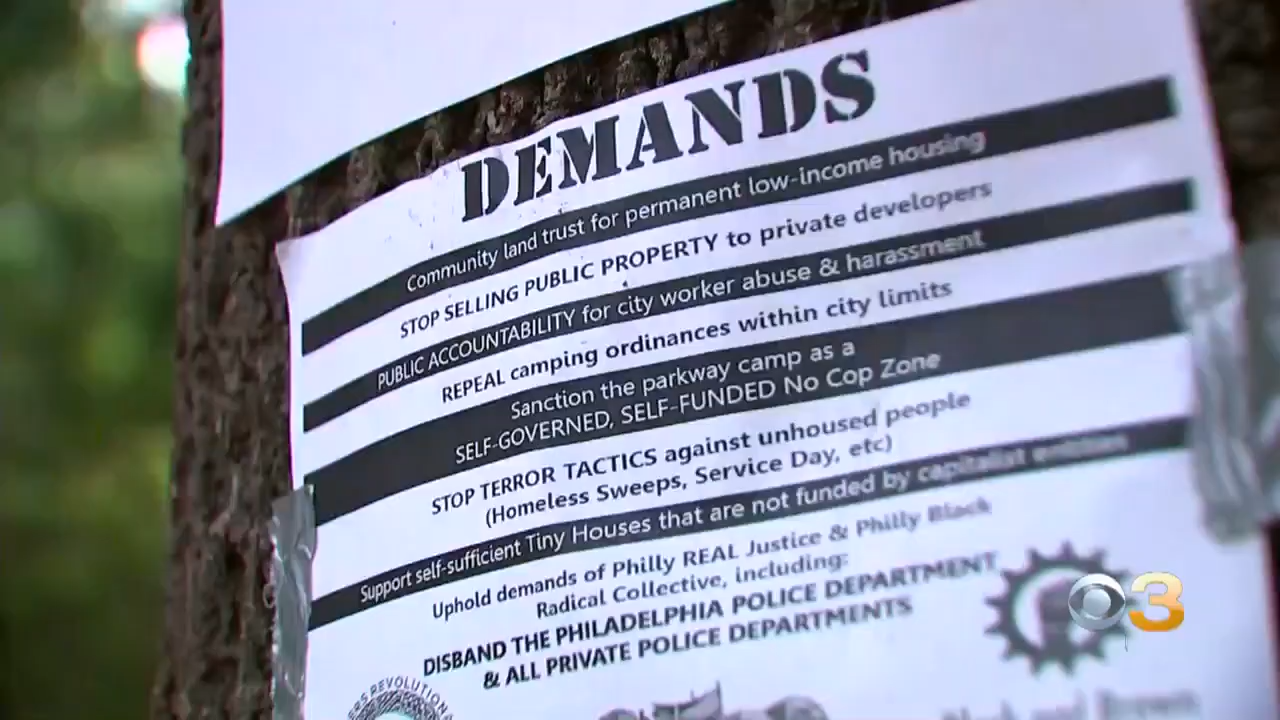 DEMANDS
Community land trust for permanent low-income housing
STOP SELLING PUBLIC PROPERTY to private developers
PUBLIC ACCOUNTABILITY for city worker abuse & harassment
REPEAL camping ordinances within city limits
Sanction the parkway camp as a
SELF-GOVERNED, SELF-FUNDED No Cop Zone
STOP TERROR TACTICS against unhoused people
(Homeless Sweeps, Service Day, etc)
Support self-sufficient Tiny Houses that are not funded by capitalist entities
Uphold demands of Philly REAL Justice & Philly Black
Radical Collective, including:
DISBAND THE PHILADELPHIA POLICE DEPARTMENT
& ALL PRIVATE POLICE DEPARTMENTS
3